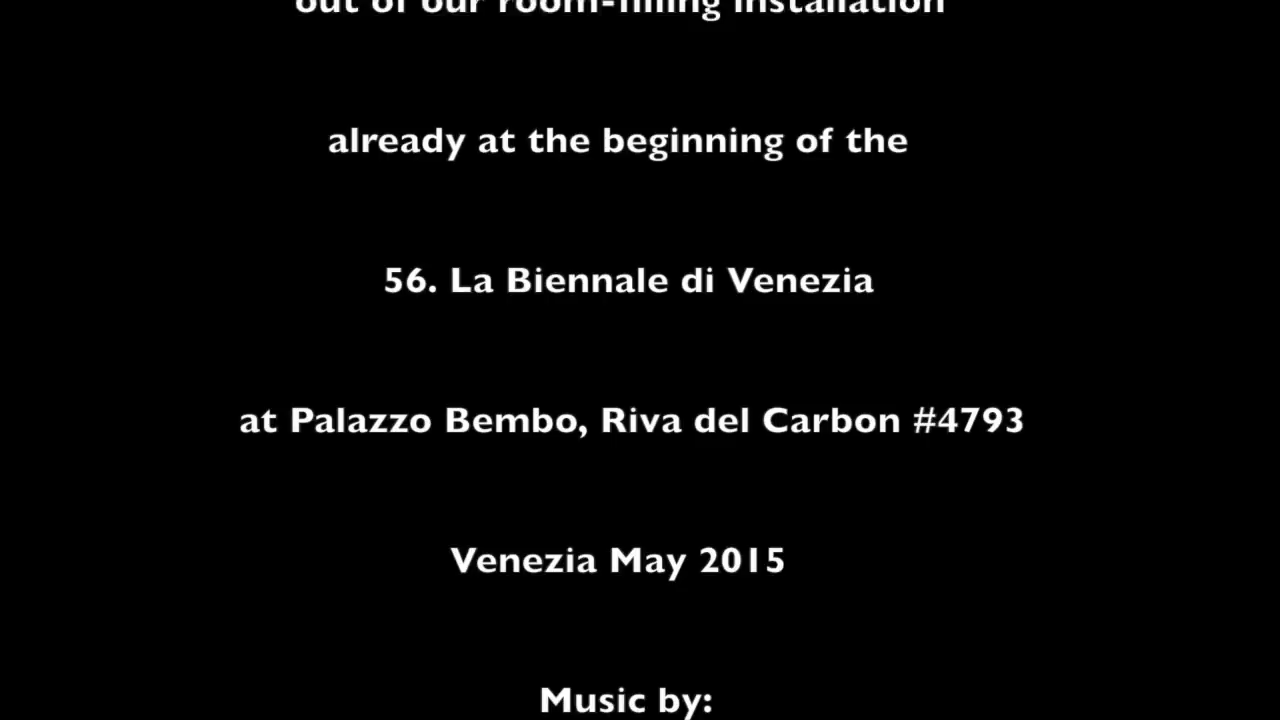 out of our room-filling installation
already at the beginning of the
56. La Biennale di Venezia
at Palazzo Bembo, Riva del Carbon #4793
Venezia May 2015
Music by: